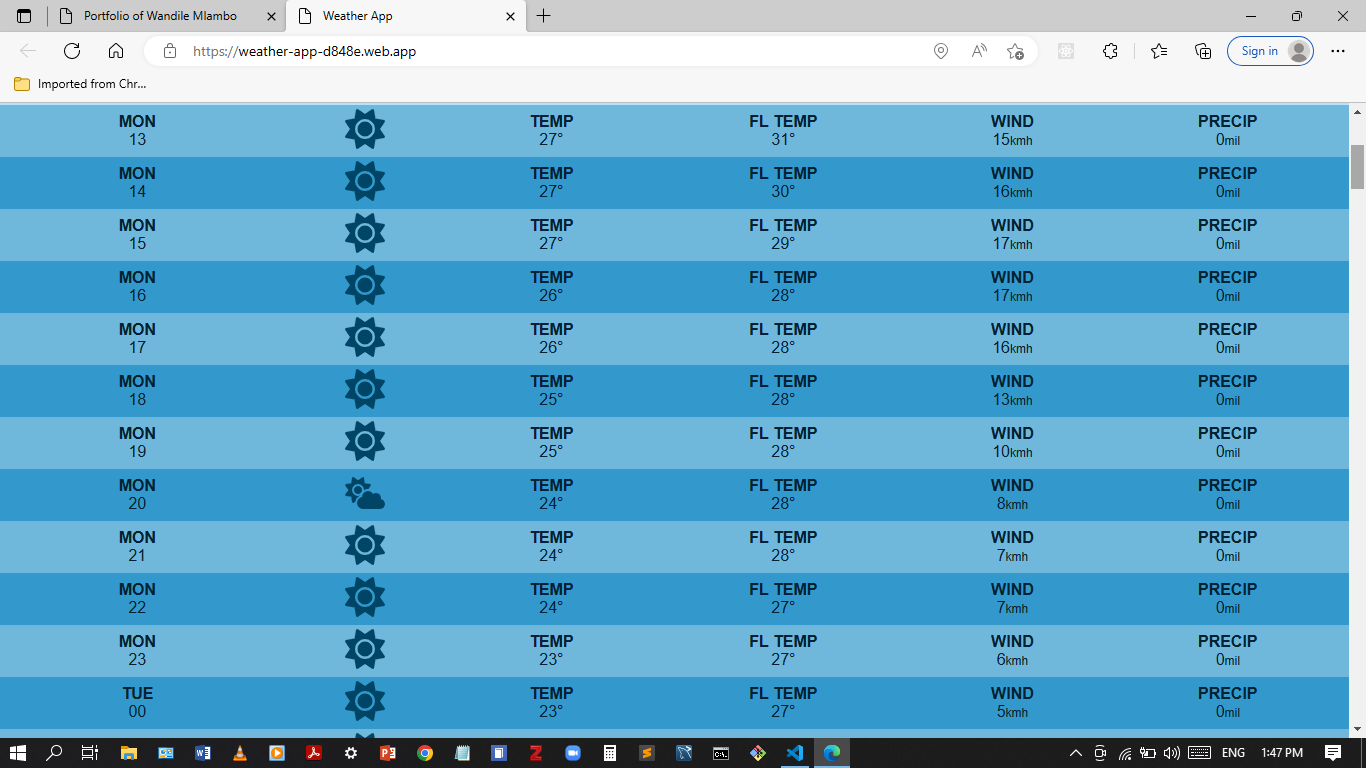 Portfolio of Wandile Mlambo
Weather App
https://weather-app-d848e.web.app
Sign in
Imported from Chr...
MON TEMP FL TEMP WIND PRECIP
13 27° 31° 15kmh 0mil
MON TEMP FL TEMP WIND PRECIP
14 27° 30° 16kmh 0mil
MON TEMP FL TEMP WIND PRECIP
15 27° 29° 17kmh 0mil
MON TEMP FL TEMP WIND PRECIP
16 26° 28° 17kmh 0mil
MON TEMP FL TEMP WIND PRECIP
17 26° 28° 16kmh 0mil
MON TEMP FL TEMP WIND PRECIP
18 25° 28° 13kmh 0mil
MON TEMP FL TEMP WIND PRECIP
19 25° 28° 10kmh 0mil
MON TEMP FL TEMP WIND PRECIP
20 24° 28° 8kmh 0mil
MON TEMP FL TEMP WIND PRECIP
21 24° 28° 7kmh 0mil
MON TEMP FL TEMP WIND PRECIP
22 24° 27° 7kmh 0mil
MON TEMP FL TEMP WIND PRECIP
23 23° 27° 6kmh 0mil
TUE TEMP FL TEMP WIND PRECIP
00 23° 27° 5kmh 0mil
ENG 1:47 PM